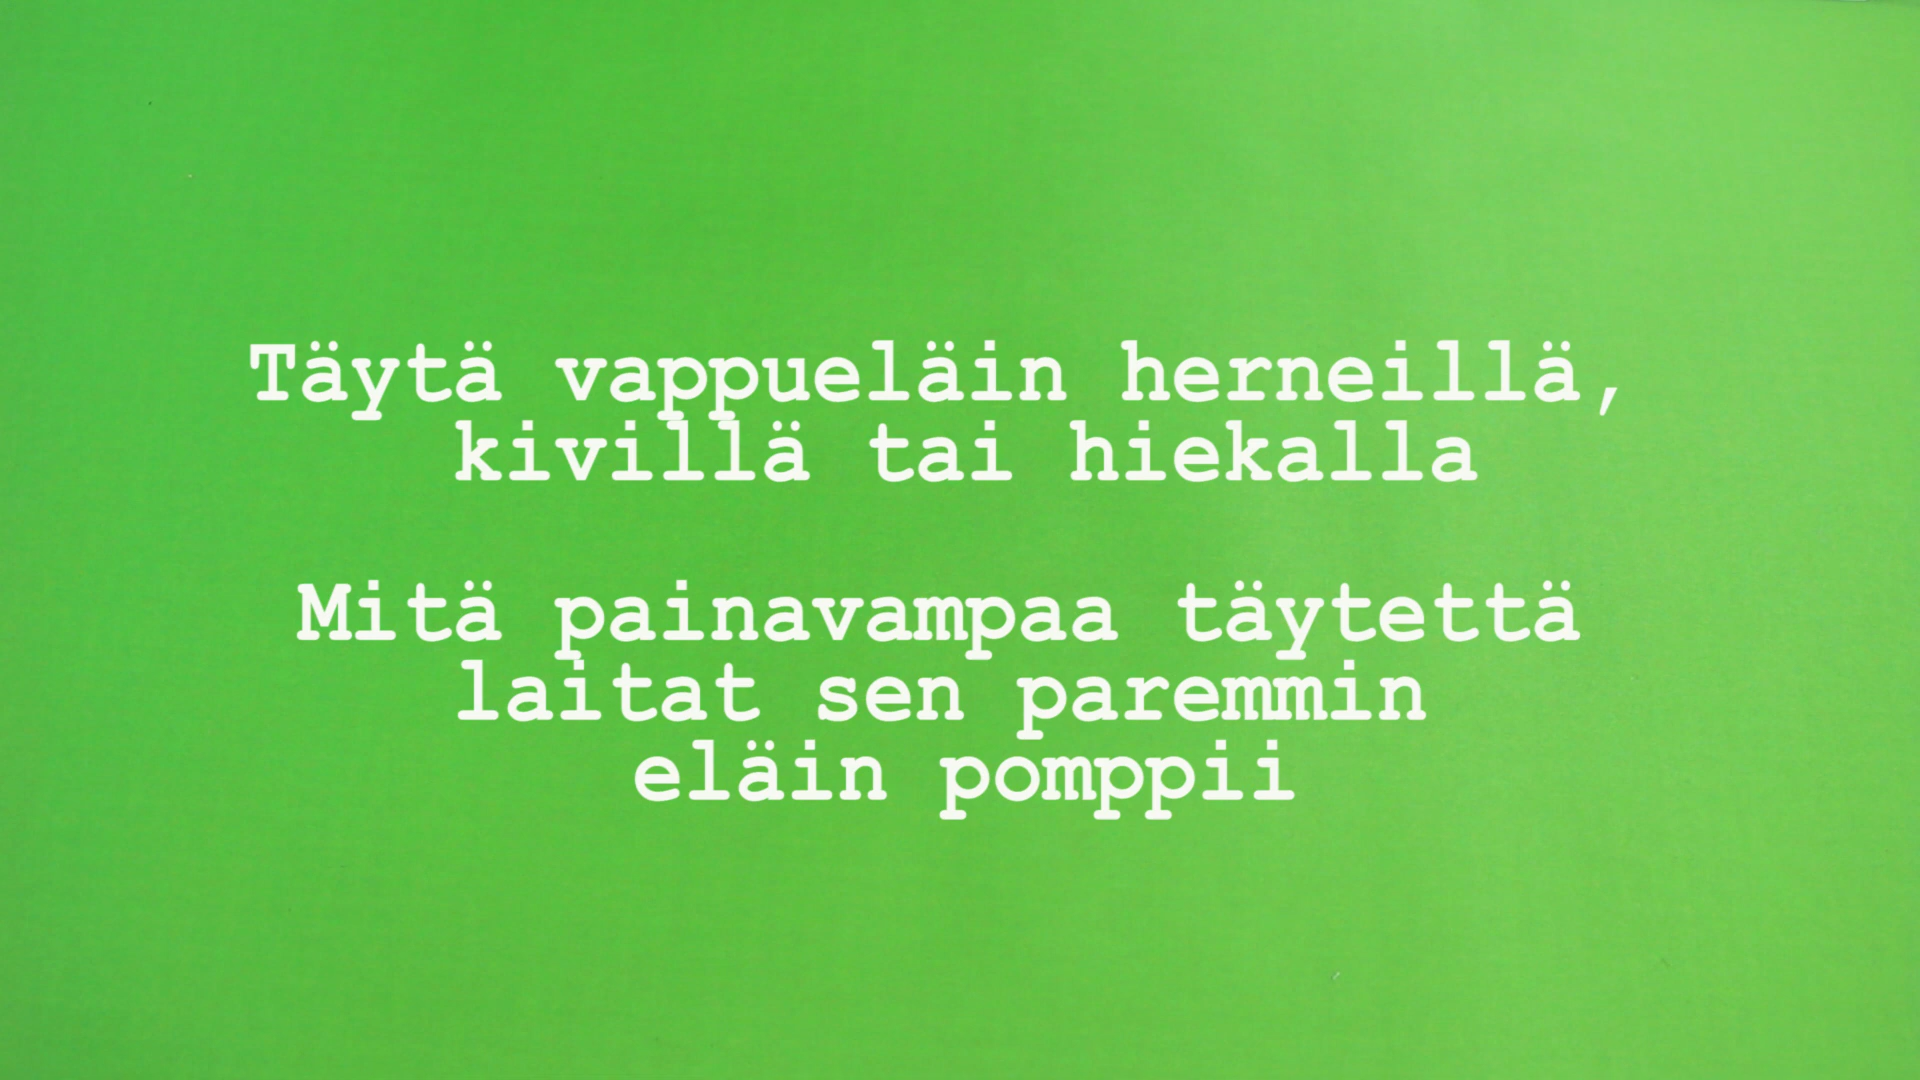 Täytä vappueläin herneillä,
kivillä tai hiekalla
Mitä painavampaa täytettä
laitat sen paremmin
eläin pomppii